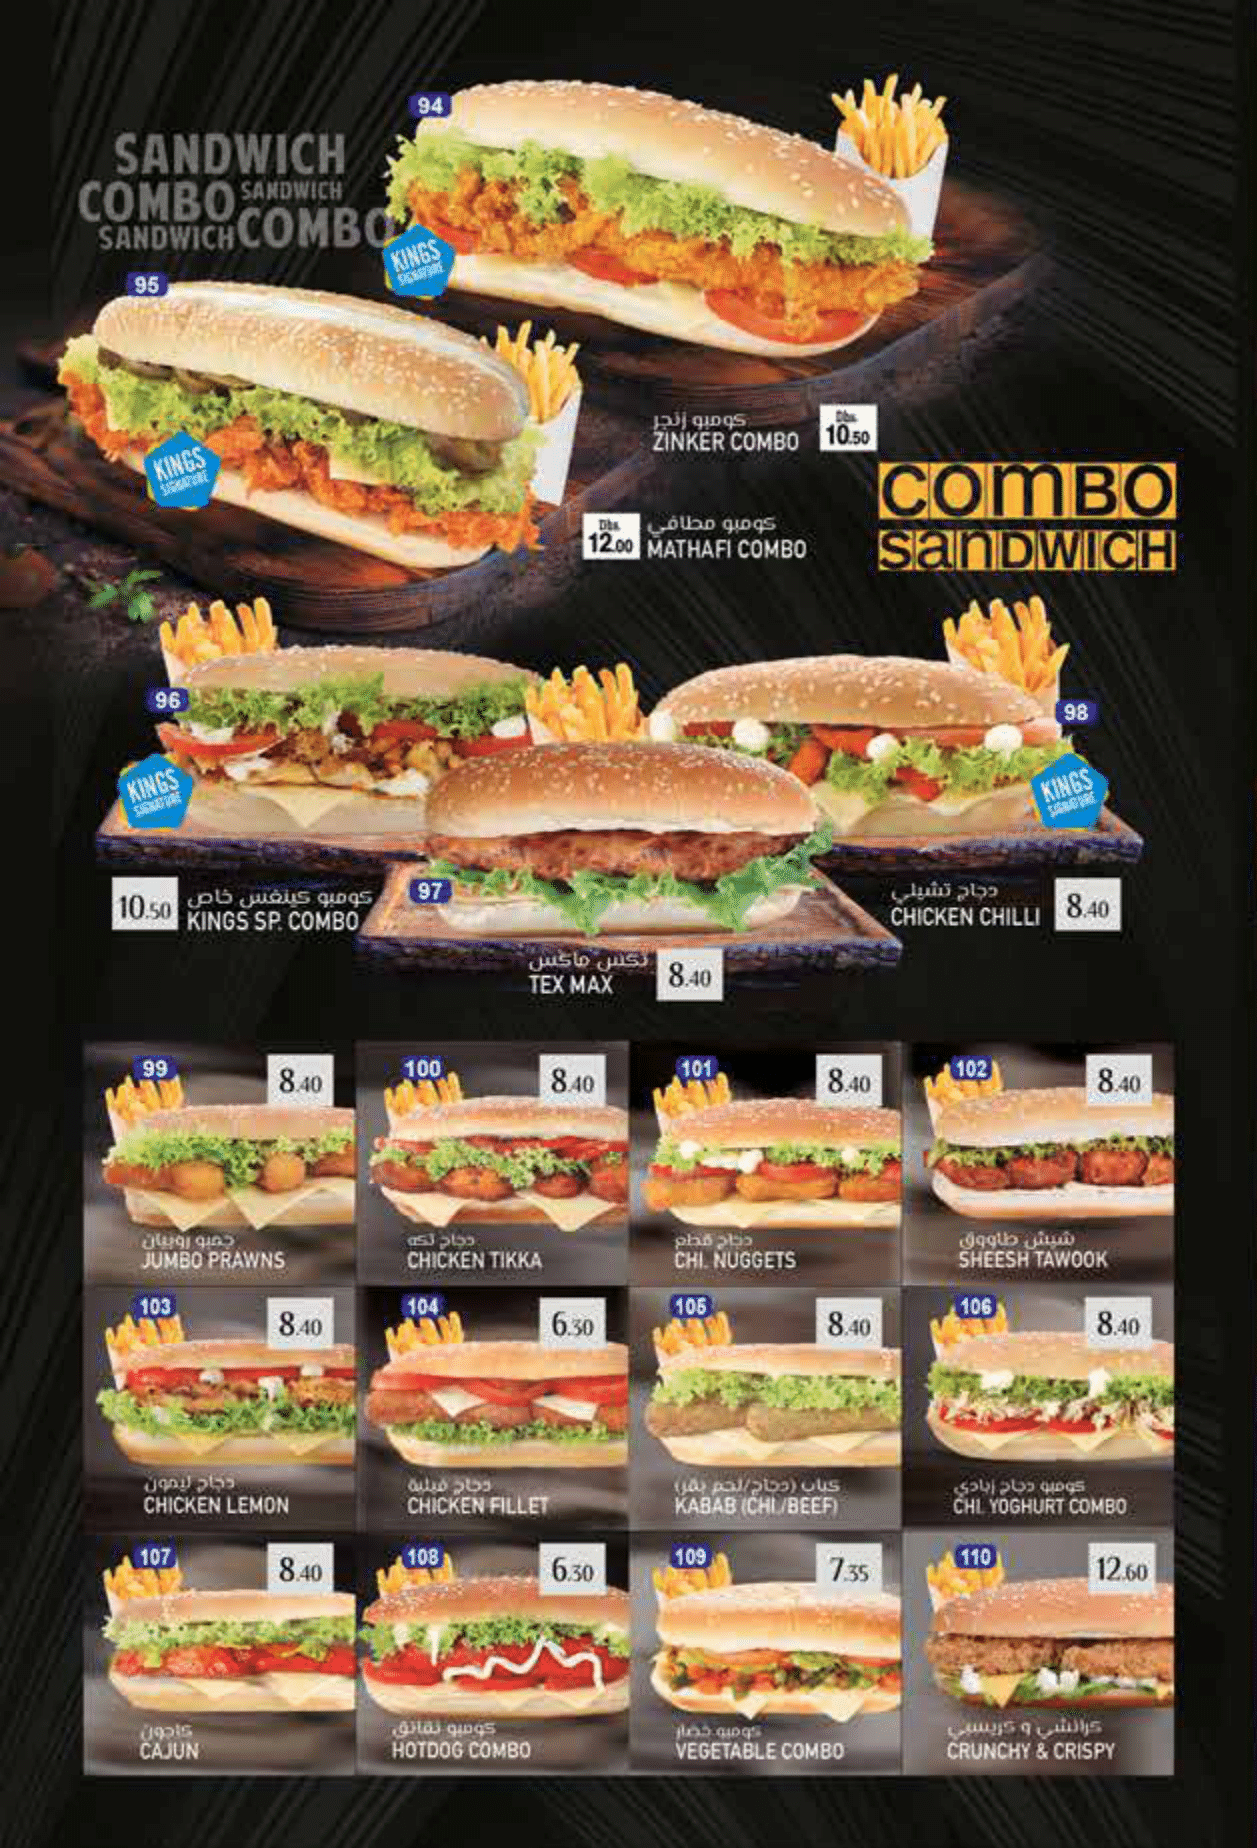 94
SANDWICH
COMBO SANDWICH
SANDWICH COMBO
KINGS
SIGNATURE
95
KINGS
SIGNATURE
كومبو زنجر
ZINKER COMBO
Dhs.
10.50
COMBO
SANDWICH
Dhs.
12.00
كومبو مطافي
MATHAFI COMBO
96
98
KINGS
SIGNATURE
KINGS
SIGNATURE
97
10.50
كومبو كينغس خاص
KINGS SP. COMBO
دجاج تشيلي
CHICKEN CHILLI
8.40
تكس ماكس
TEX MAX
8.40
99
8.40
جمبو روبيان
JUMBO PRAWNS
100
8.40
دجاج تكه
CHICKEN TIKKA
101
8.40
دجاج قطع
CHI. NUGGETS
102
8.40
شيش طاووق
SHEESH TAWOOK
103
8.40
دجاج ليمون
CHICKEN LEMON
104
6.30
دجاج فيليه
CHICKEN FILLET
105
8.40
كباب (دجاج/لحم بقر)
KABAB (CHI./BEEF)
106
8.40
كومبو دجاج زبادي
CHI. YOGHURT COMBO
107
8.40
كاجون
CAJUN
108
6.30
كومبو نقانق
HOTDOG COMBO
109
7.35
كومبو خضار
VEGETABLE COMBO
110
12.60
كرانشي و كريسبي
CRUNCHY & CRISPY